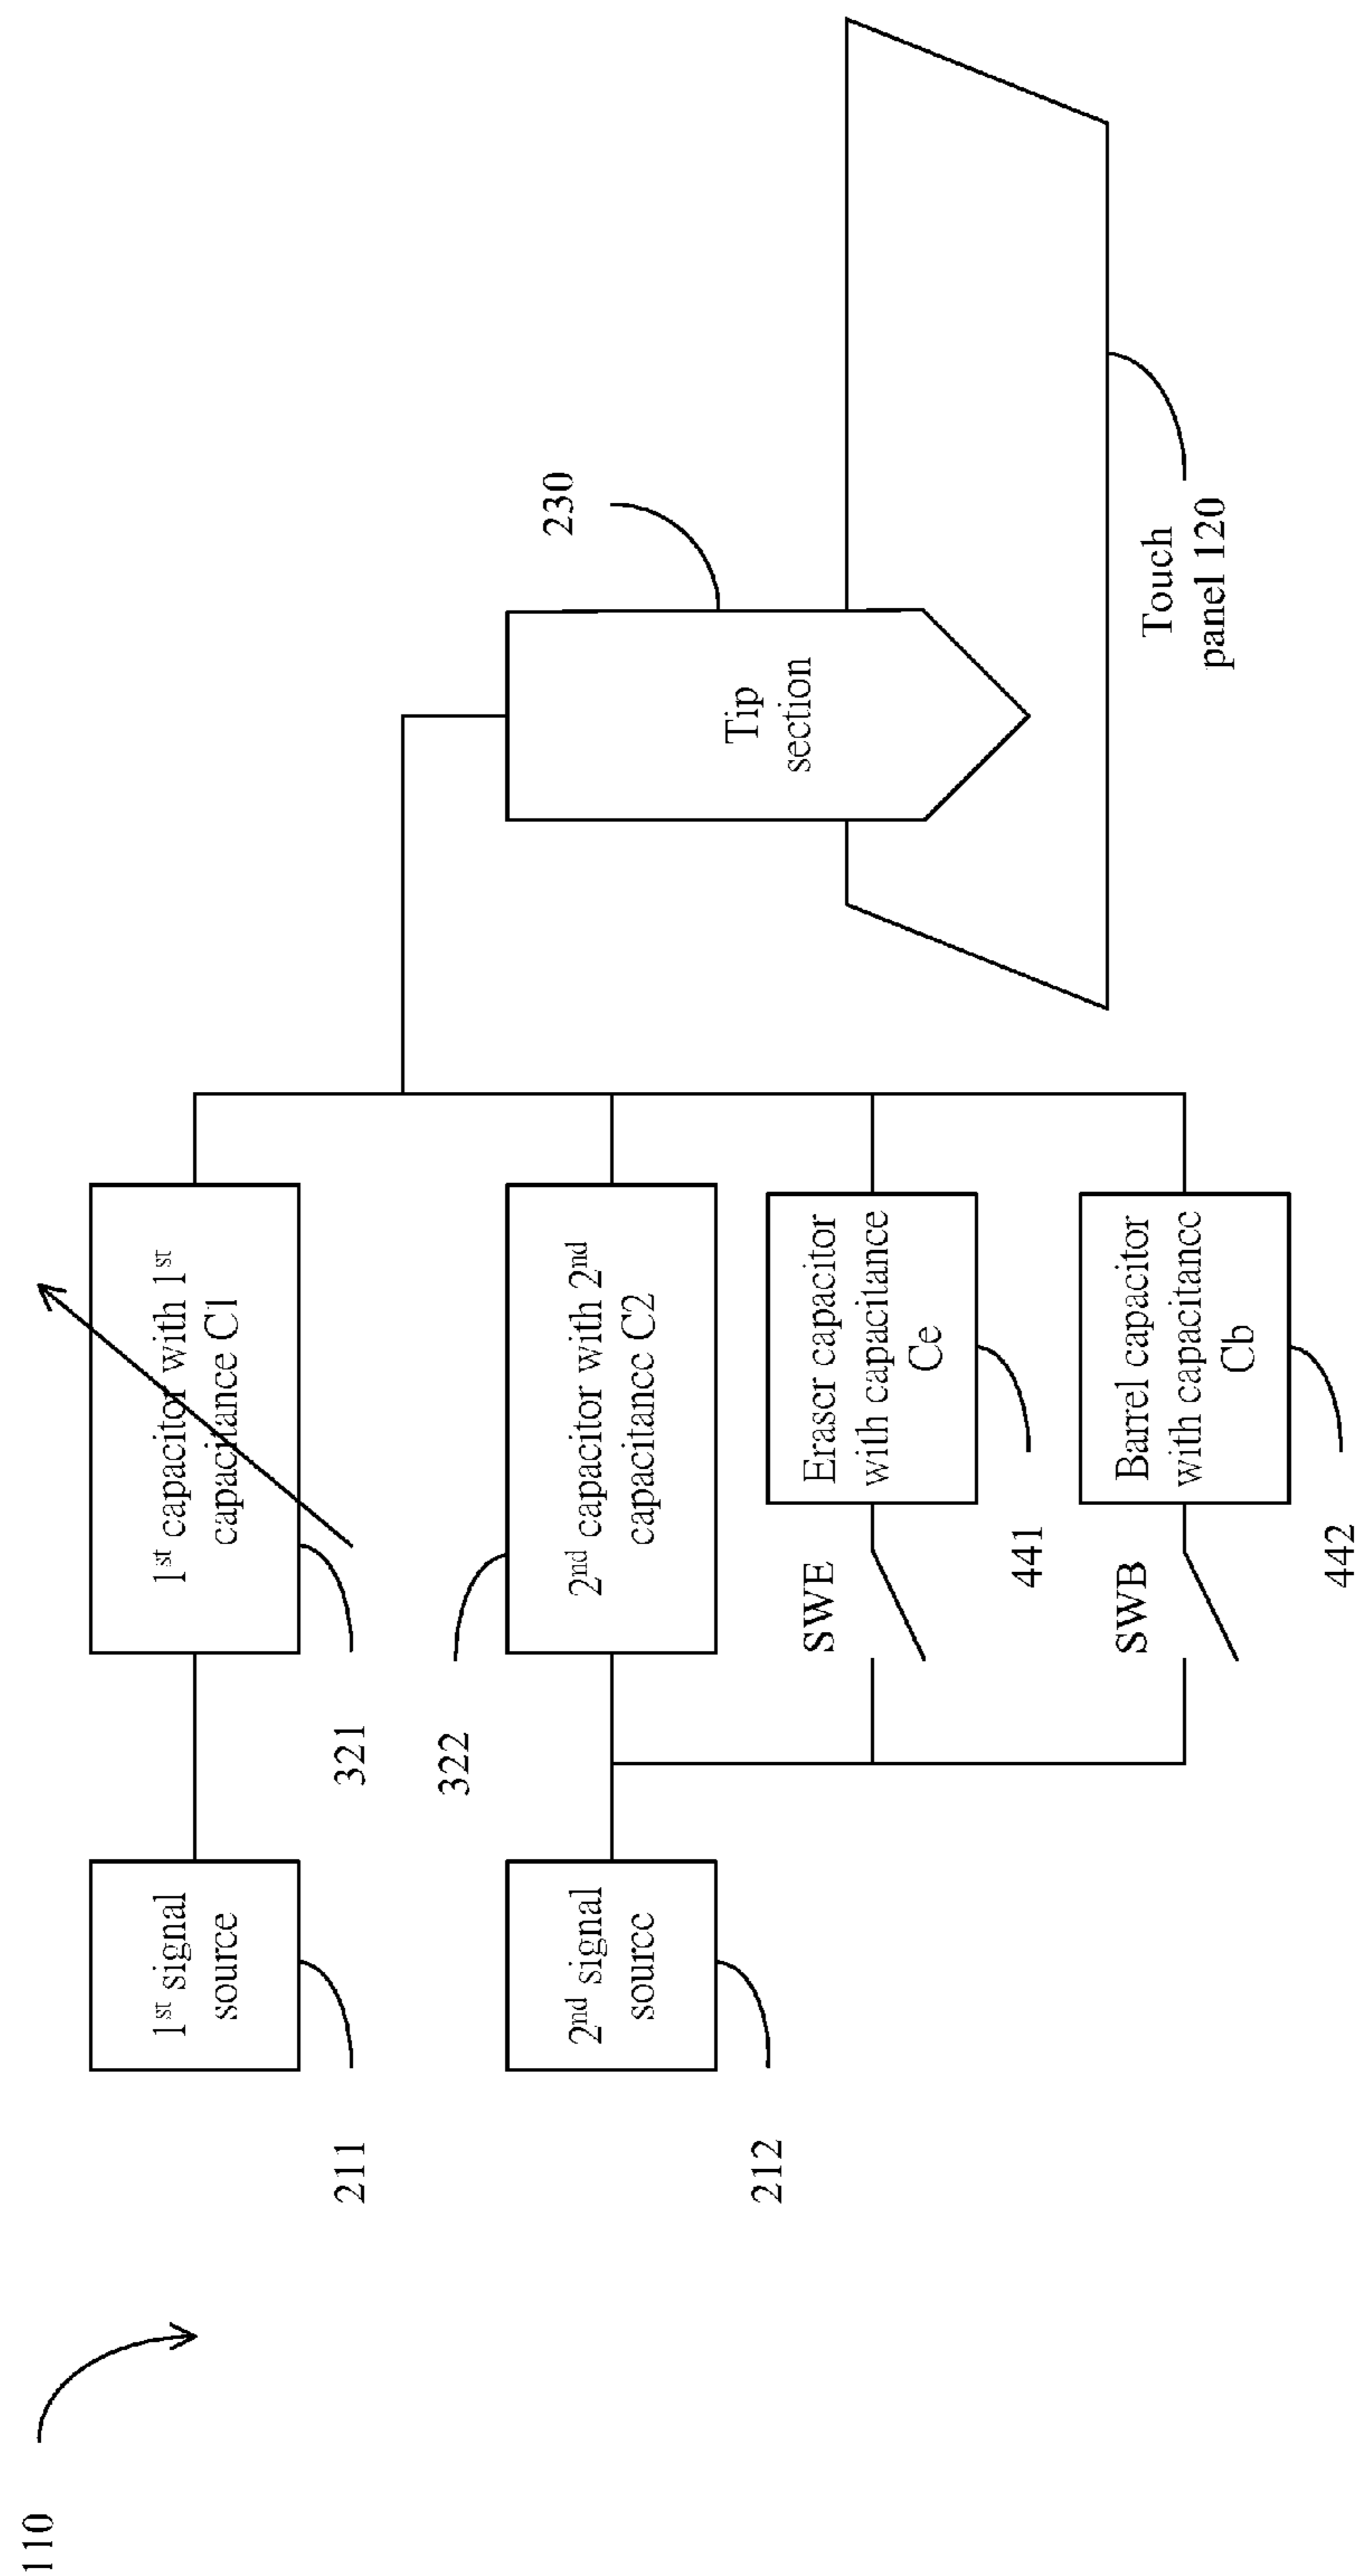 110
211
1st signal
source
321
1st capacitor with 1st
capacitance C1
212
2nd signal
source
322
2nd capacitor with 2nd
capacitance C2
SWE
Eraser capacitor
with capacitance
Ce
441
SWB
Barrel capacitor
with capacitance
Cb
442
230
Tip
section
Touch
panel 120